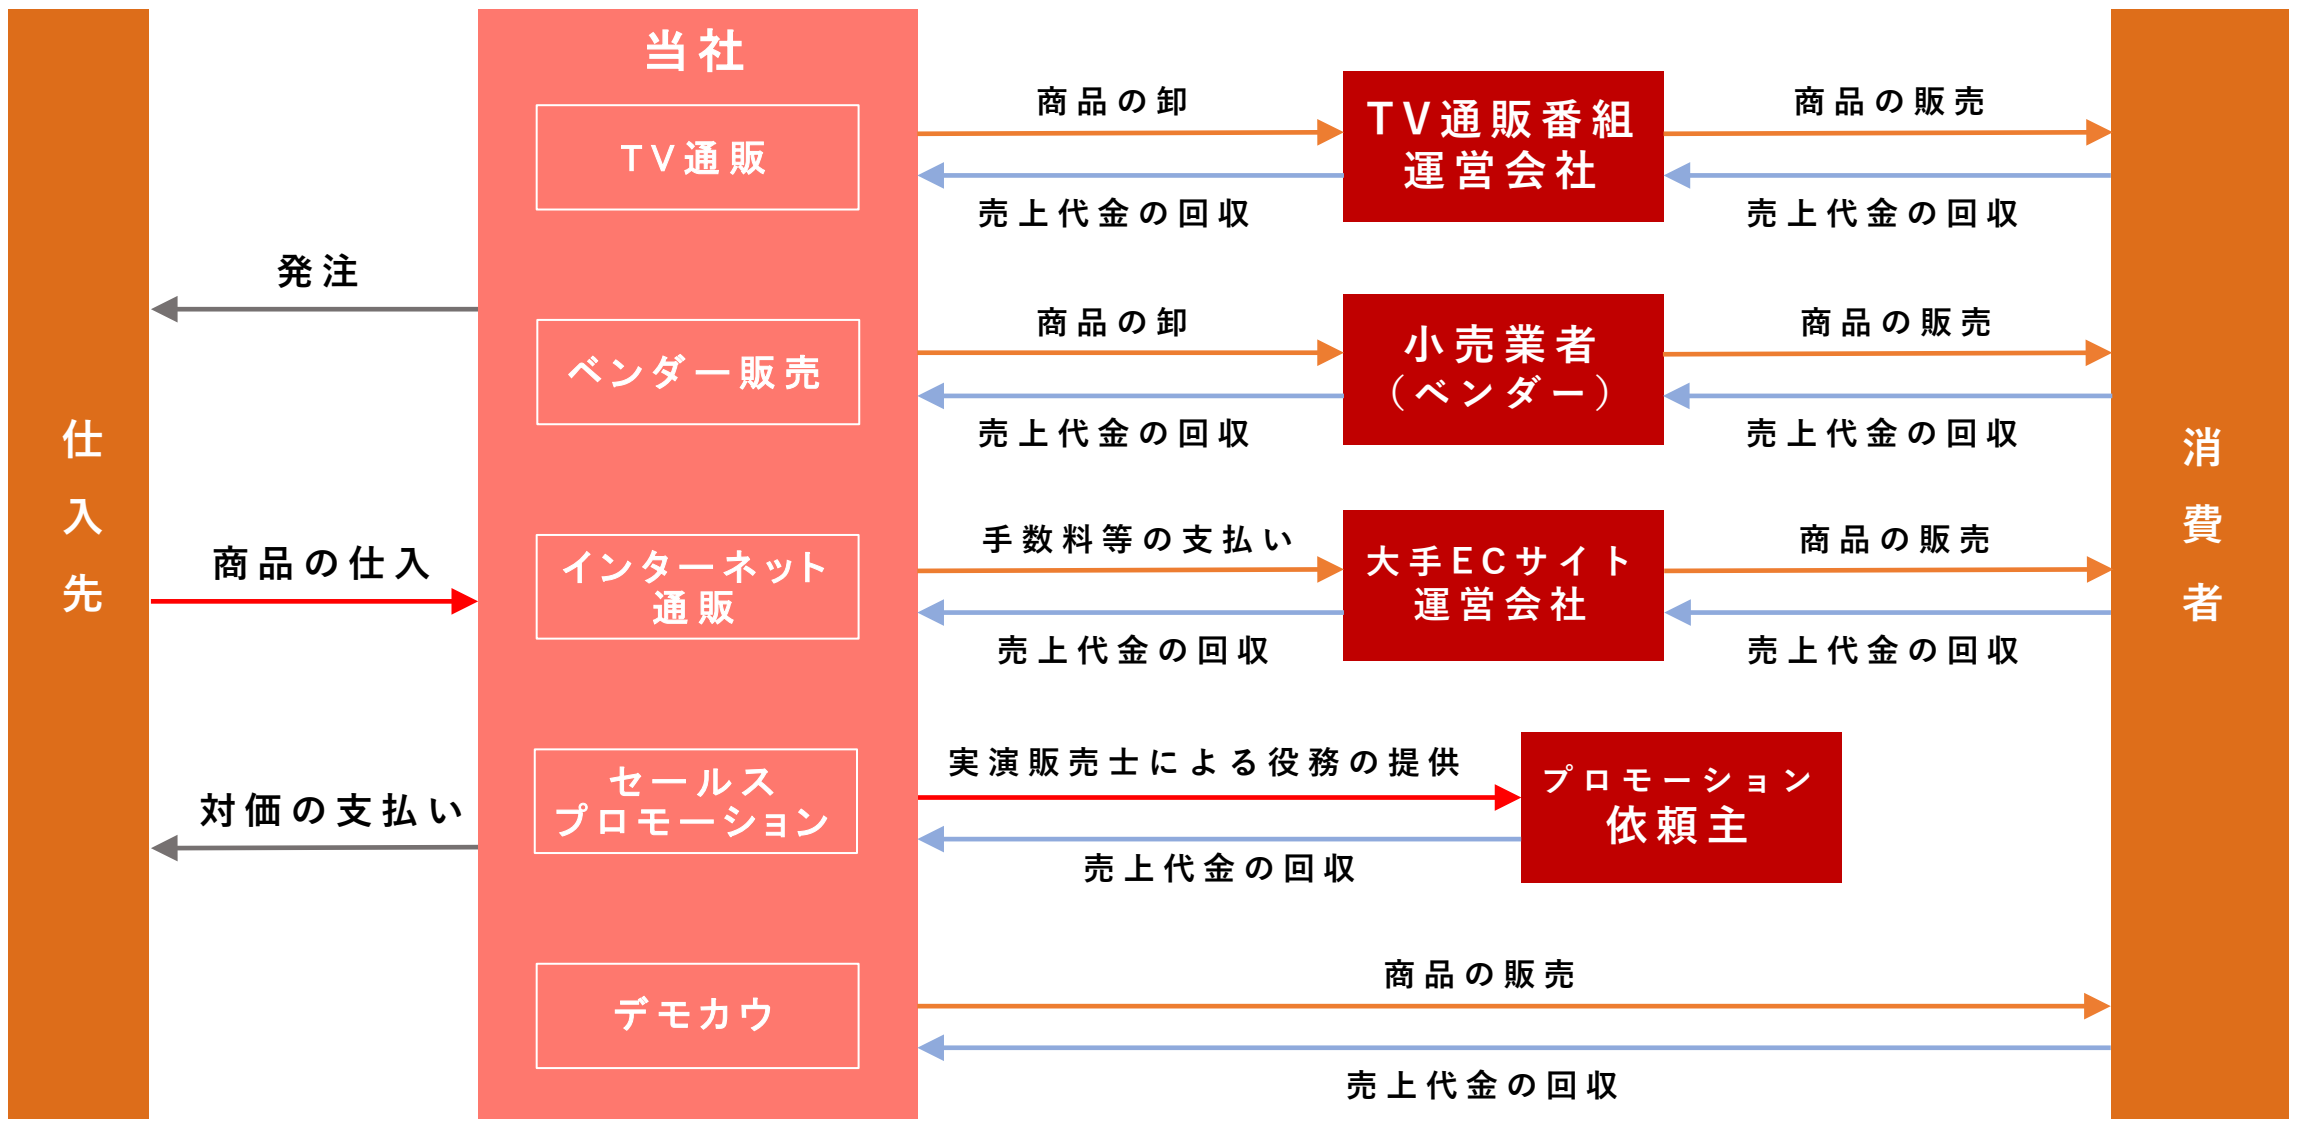 当社
仕入先
発注
商品の仕入
対価の支払い
TV通販
商品の卸
売上代金の回収
TV通販番組
運営会社
商品の販売
売上代金の回収
ベンダー販売
商品の卸
売上代金の回収
小売業者
（ベンダー）
商品の販売
売上代金の回収
インターネット
通販
手数料等の支払い
売上代金の回収
大手ECサイト
運営会社
商品の販売
売上代金の回収
セールス
プロモーション
実演販売士による役務の提供
売上代金の回収
プロモーション
依頼主
デモカウ
商品の販売
売上代金の回収
消費者